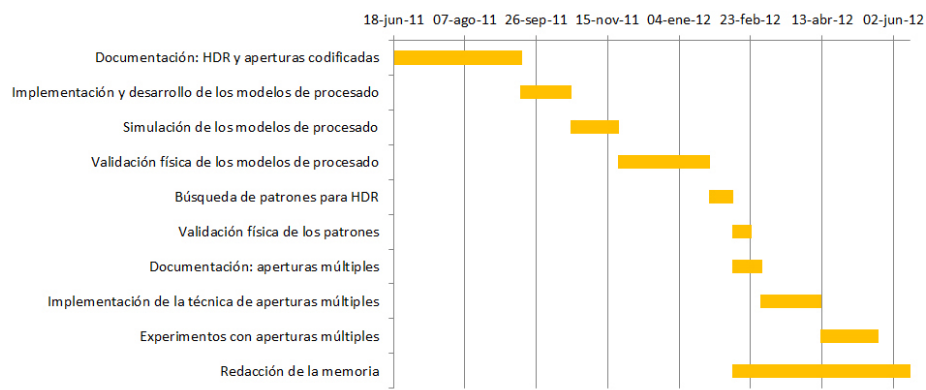 18-jun-11 07-ago-11 26-sep-11 15-nov-11 04-ene-12 23-feb-12 13-abr-12 02-jun-12
Documentación: HDR y aperturas codificadas
Implementación y desarrollo de los modelos de procesado
Simulación de los modelos de procesado
Validación física de los modelos de procesado
Búsqueda de patrones para HDR
Validación física de los patrones
Documentación: aperturas múltiples
Implementación de la técnica de aperturas múltiples
Experimentos con aperturas múltiples
Redacción de la memoria